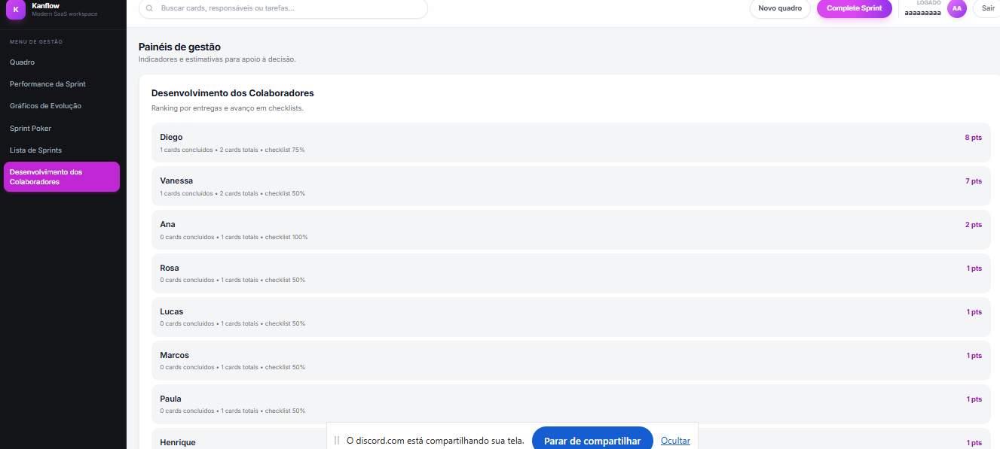 K
Kanflow
Modern SaaS workspace
Buscar cards, responsáveis ou tarefas...
Novo quadro
Complete Sprint
LOGADO
aaaaaaaaa
AA
Sair
MENU DE GESTÃO
Quadro
Performance da Sprint
Gráficos de Evolução
Sprint Poker
Lista de Sprints
Desenvolvimento dos
Colaboradores
Painéis de gestão
Indicadores e estimativas para apoio à decisão.
Desenvolvimento dos Colaboradores
Ranking por entregas e avanço em checklists.
Diego
8 pts
1 cards concluídos • 2 cards totais • checklist 75%
Vanessa
7 pts
1 cards concluídos • 2 cards totais • checklist 50%
Ana
2 pts
0 cards concluídos • 1 cards totais • checklist 100%
Rosa
1 pts
0 cards concluídos • 1 cards totais • checklist 50%
Lucas
1 pts
0 cards concluídos • 1 cards totais • checklist 50%
Marcos
1 pts
0 cards concluídos • 1 cards totais • checklist 50%
Paula
1 pts
0 cards concluídos • 1 cards totais • checklist 50%
Henrique
1 pts
O discord.com está compartilhando sua tela.
Parar de compartilhar
Ocultar